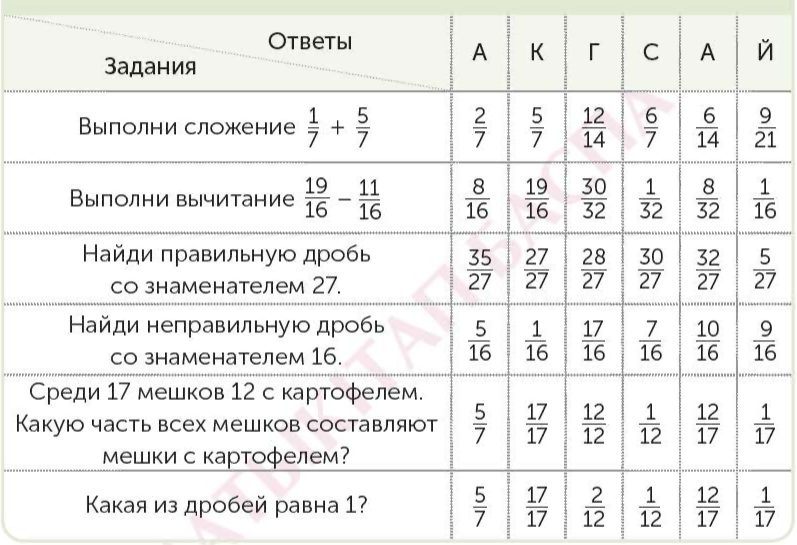 Ответы
Задания
А К Г С А Й
Выполни сложение 1/7 + 5/7 2/7 5/7 12/14 6/7 6/14 9/21
Выполни вычитание 19/16 – 11/16 8/16 19/16 30/32 1/32 8/32 1/16
Найди правильную дробь
со знаменателем 27. 35/27 27/27 28/27 30/27 32/27 5/27
Найди неправильную дробь
со знаменателем 16. 5/16 1/16 17/16 7/16 10/16 9/16
Среди 17 мешков 12 с картофелем.
Какую часть всех мешков составляют
мешки с картофелем? 5/7 17/17 12/12 1/12 12/17 1/17
Какая из дробей равна 1? 5/7 17/17 2/12 1/12 12/17 1/17
АТЫКІТАП БАСПА